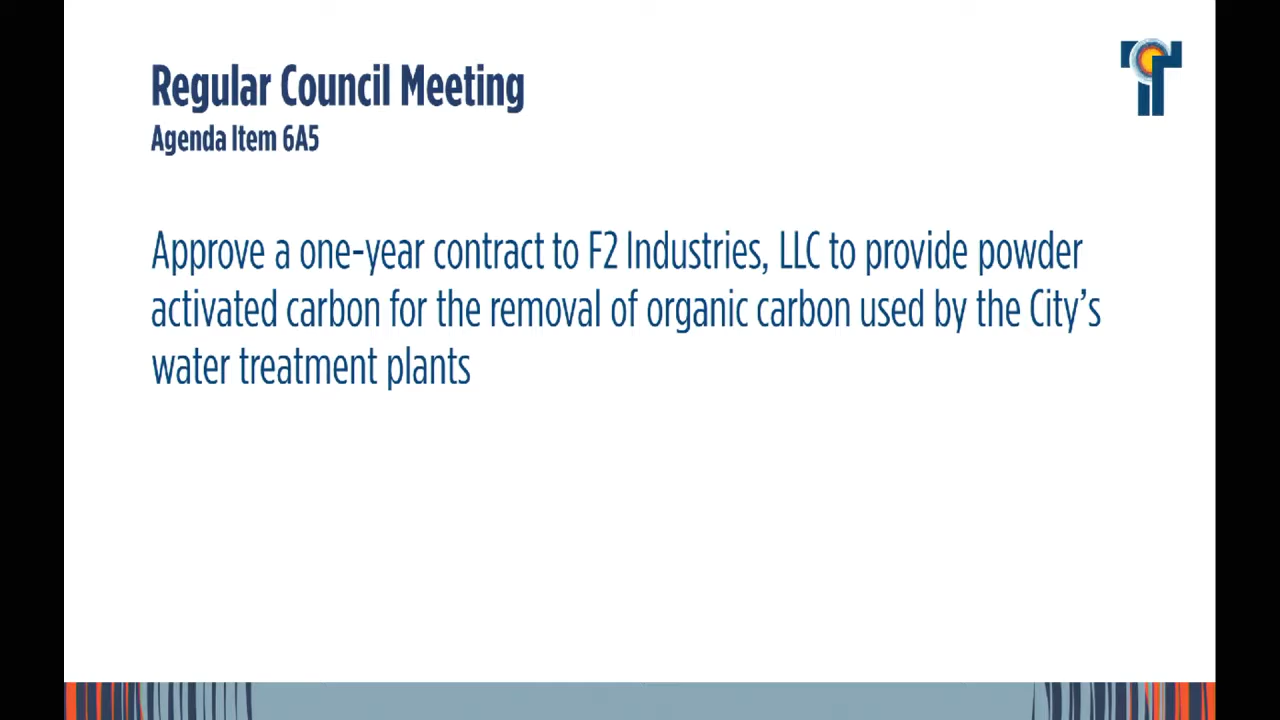 Regular Council Meeting
Agenda Item 6A5
Approve a one-year contract to F2 Industries, LLC to provide powder
activated carbon for the removal of organic carbon used by the City’s
water treatment plants